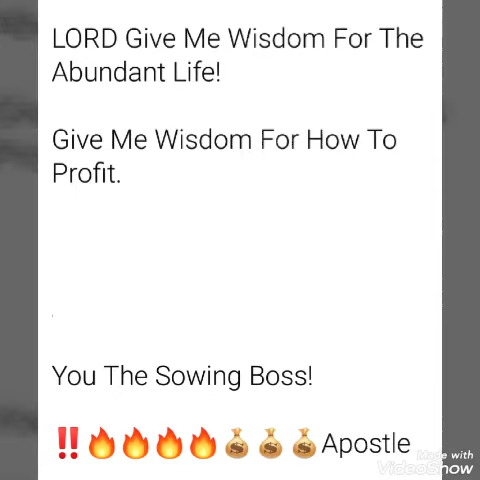 LORD Give Me Wisdom For The
Abundant Life!
Give Me Wisdom For How To
Profit.
You The Sowing Boss!
‼️🔥🔥🔥🔥💰💰💰Apostle
Made with
VideoShow